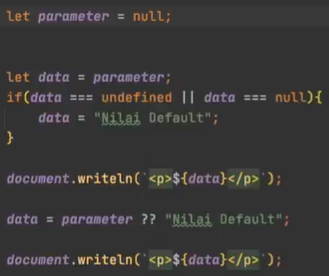 let parameter = null;
let data = parameter;
if(data === undefined || data === null){
data = "Nilai Default";
}
document.writeln(`<p>${data}</p>`);
data = parameter ?? "Nilai Default";
document.writeln(`<p>${data}</p>`);